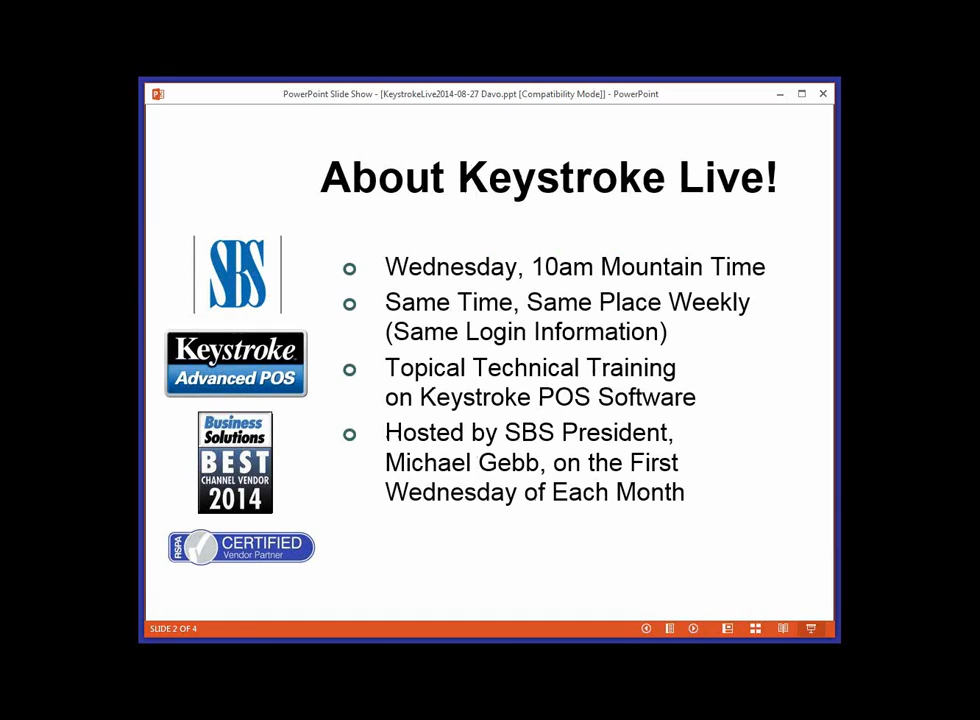 PowerPoint Slide Show - [KeystrokeLive2014-08-27 Davo.ppt [Compatibility Mode]] - PowerPoint
About Keystroke Live!
SBS
Keystroke
Advanced POS
Business
Solutions
BEST
CHANNEL VENDOR
2014
RSPA
CERTIFIED
Vendor Partner
Wednesday, 10am Mountain Time
Same Time, Same Place Weekly
(Same Login Information)
Topical Technical Training
on Keystroke POS Software
Hosted by SBS President,
Michael Gebb, on the First
Wednesday of Each Month
SLIDE 2 OF 4